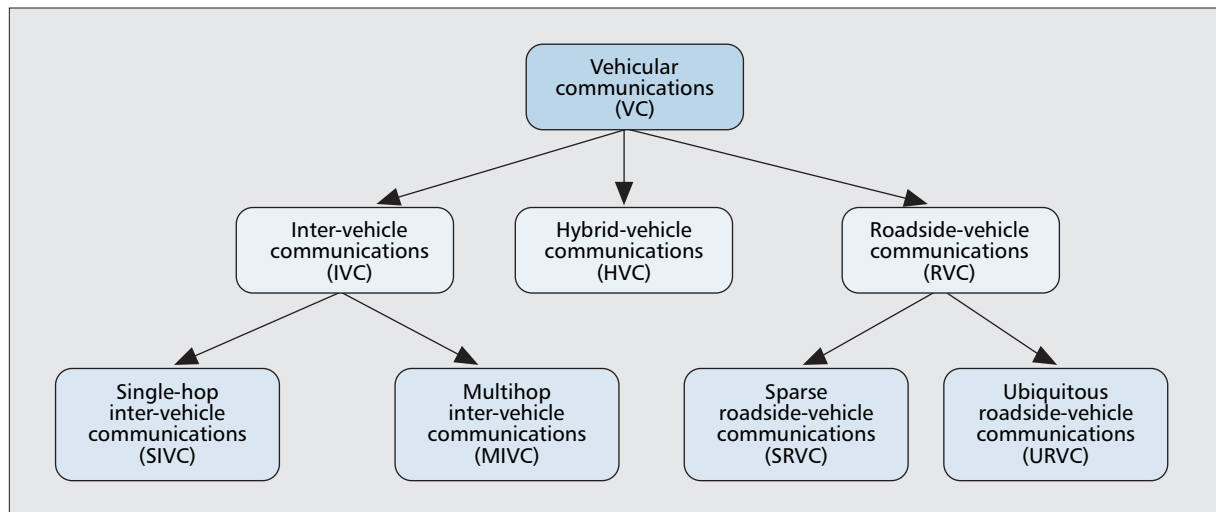 Vehicular
communications
(VC)
Inter-vehicle
communications
(IVC)
Hybrid-vehicle
communications
(HVC)
Roadside-vehicle
communications
(RVC)
Single-hop
inter-vehicle
communications
(SIVC)
Multihop
inter-vehicle
communications
(MIVC)
Sparse
roadside-vehicle
communications
(SRVC)
Ubiquitous
roadside-vehicle
communications
(URVC)